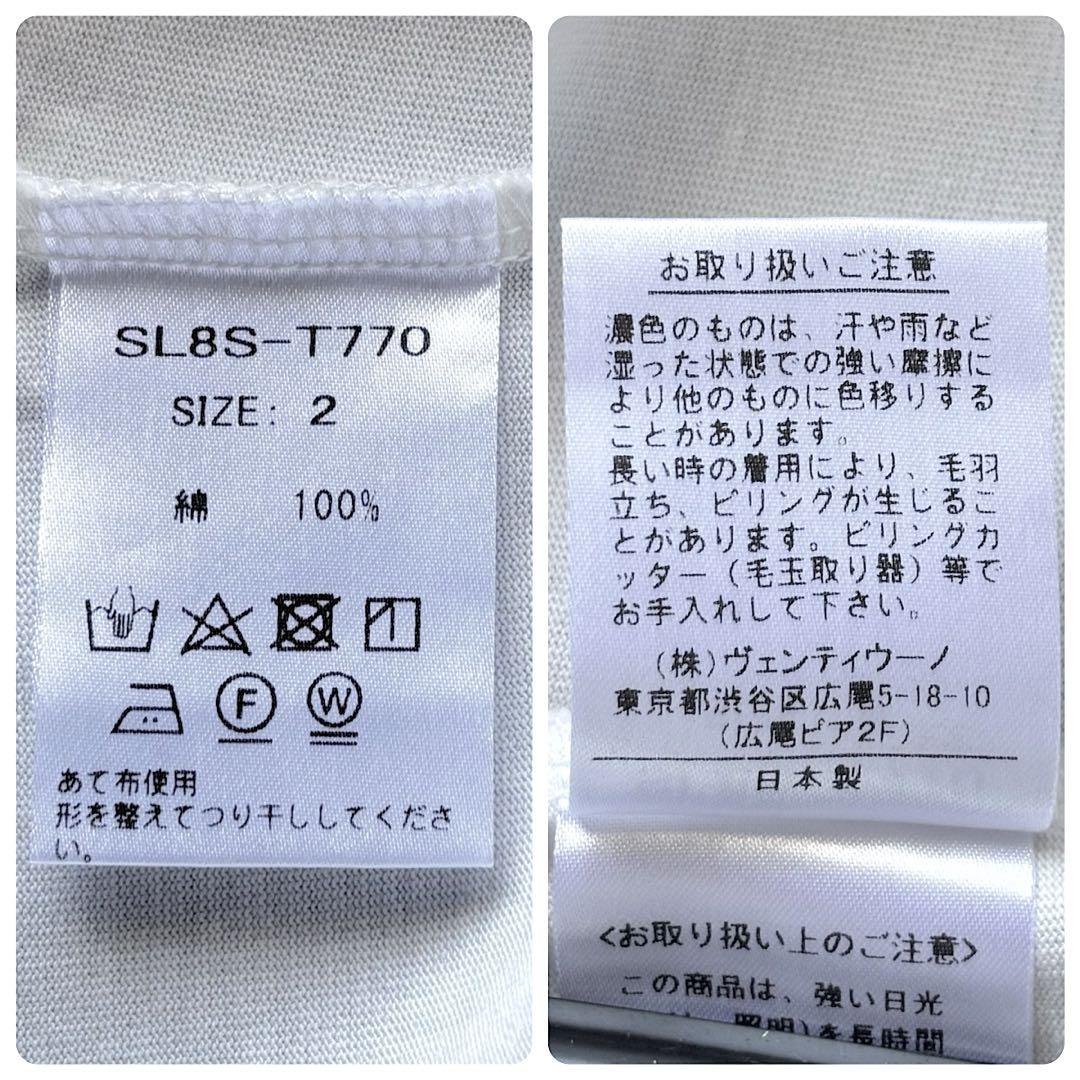 SL8S-T770
SIZE: 2
綿 100%
F W
あて布使用
形を整えてつり干ししてくださ
い。
お取り扱いご注意
濃色のものは、汗や雨など
湿った状態での強い摩擦に
より他のものに色移りする
ことがあります。
長い時の着用により、毛羽
立ち、ピリングが生じるこ
とがあります。ピリングカ
ッター(毛玉取り器)等で
お手入れして下さい。
(株)ヴェンティウーノ
東京都渋谷区広尾5-18-10
(広尾ピア2F)
日本製
<お取り扱い上のご注意>
この商品は、強い日光
照明)を長時間